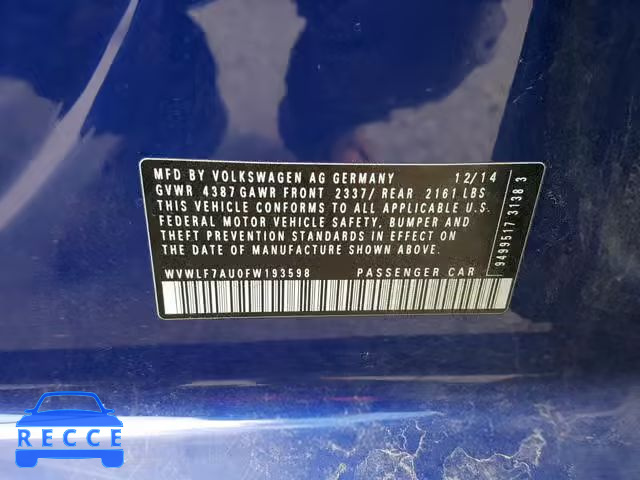 MFD BY VOLKSWAGEN AG GERMANY 12/14
GVWR 4387 GAWR FRONT 2337/ REAR 2161 LBS
THIS VEHICLE CONFORMS TO ALL APPLICABLE U.S.
FEDERAL MOTOR VEHICLE SAFETY, BUMPER AND
THEFT PREVENTION STANDARDS IN EFFECT ON
THE DATE OF MANUFACTURE SHOWN ABOVE.
WVWLF7AU0FW193598 PASSENGER CAR
9499517 3138 3
RECCE